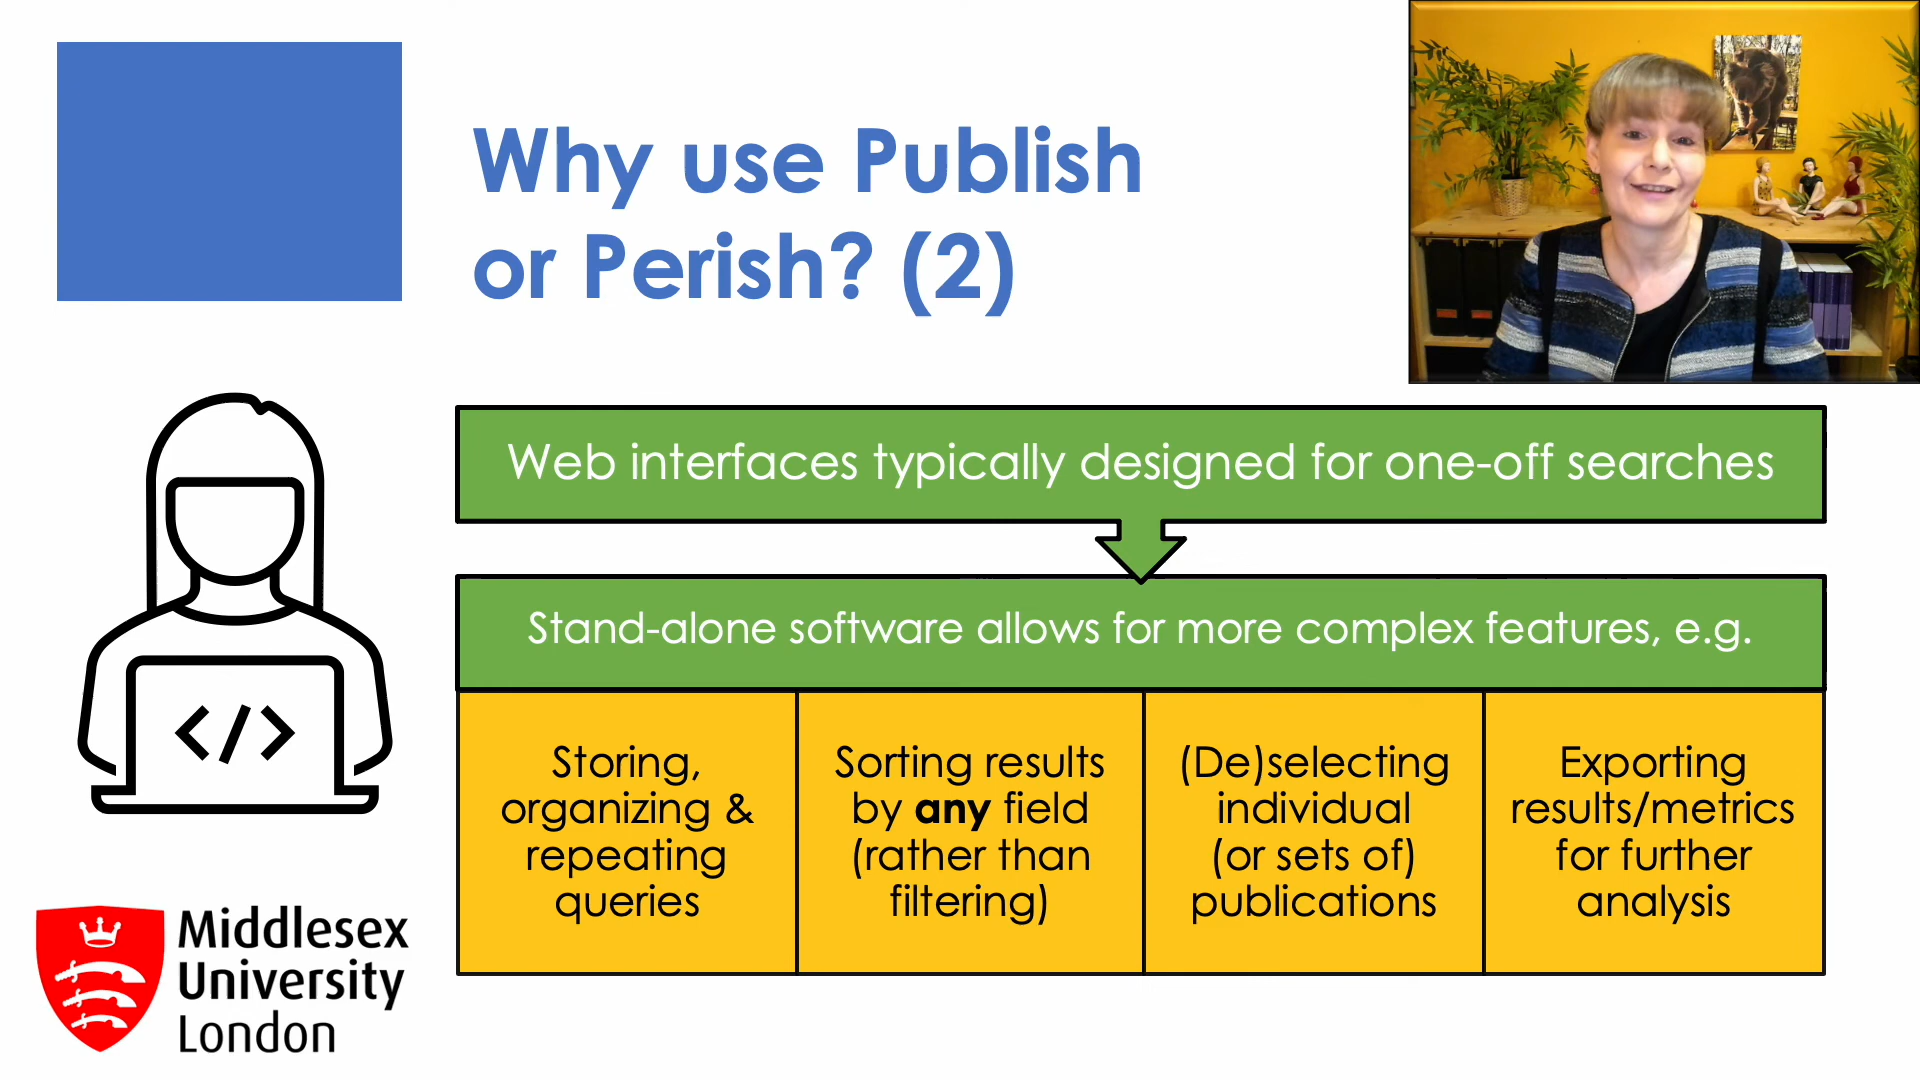 Why use Publish
or Perish? (2)
Web interfaces typically designed for one-off searches
Stand-alone software allows for more complex features, e.g.
Storing,
organizing &
repeating
queries
Sorting results
by any field
(rather than
filtering)
(De)selecting
individual
(or sets of)
publications
Exporting
results/metrics
for further
analysis
</>
Middlesex
University
London